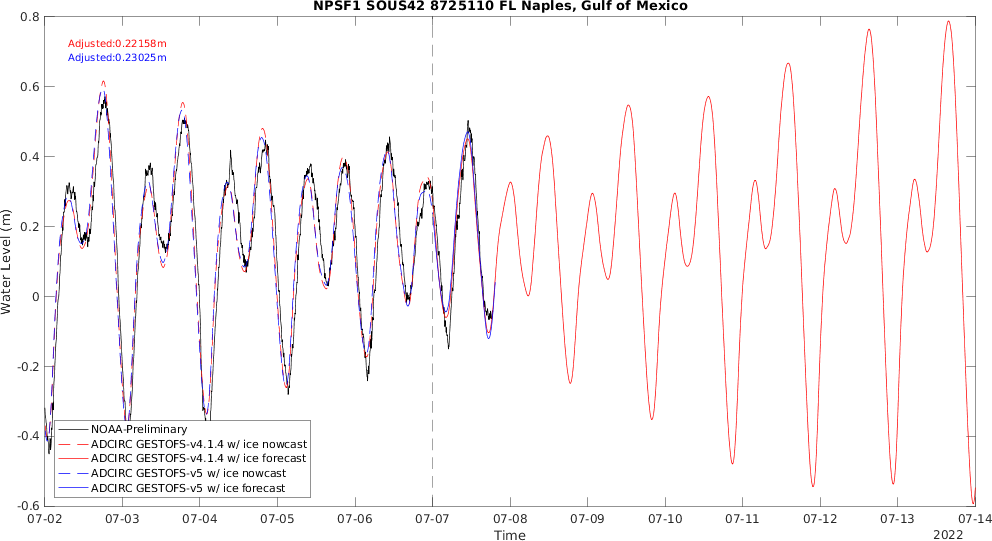 NPSF1 SOUS42 8725110 FL Naples, Gulf of Mexico
Adjusted:0.22158m
Adjusted:0.23025m
Water Level (m)
0.8
0.6
0.4
0.2
0
-0.2
-0.4
-0.6
NOAA-Preliminary
ADCIRC GESTOFS-v4.1.4 w/ ice nowcast
ADCIRC GESTOFS-v4.1.4 w/ ice forecast
ADCIRC GESTOFS-v5 w/ ice nowcast
ADCIRC GESTOFS-v5 w/ ice forecast
07-02 07-03 07-04 07-05 07-06 07-07 07-08 07-09 07-10 07-11 07-12 07-13 07-14
Time
2022